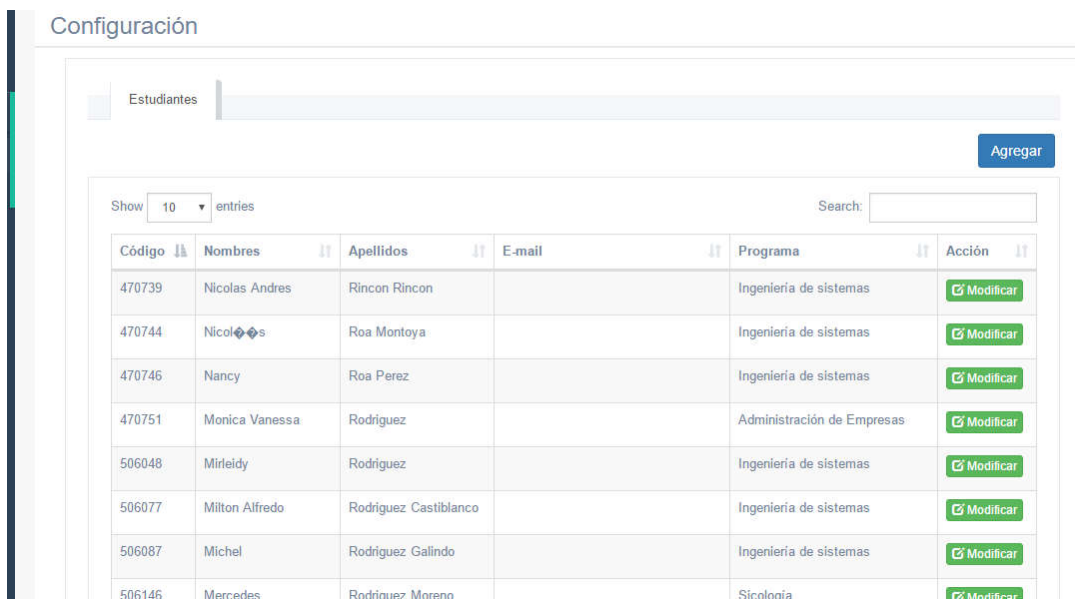 Configuración
Estudiantes
Agregar
Show 10 entries Search:
Código Nombres Apellidos E-mail Programa Acción
470739 Nicolas Andres Rincon Rincon Ingeniería de sistemas Modificar
470744 Nicol��s Roa Montoya Ingeniería de sistemas Modificar
470746 Nancy Roa Perez Ingeniería de sistemas Modificar
470751 Monica Vanessa Rodriguez Administración de Empresas Modificar
506048 Mirleidy Rodriguez Ingeniería de sistemas Modificar
506077 Milton Alfredo Rodriguez Castiblanco Ingeniería de sistemas Modificar
506087 Michel Rodriguez Galindo Ingeniería de sistemas Modificar
506146 Mercedes Rodriguez Moreno Sicología Modificar